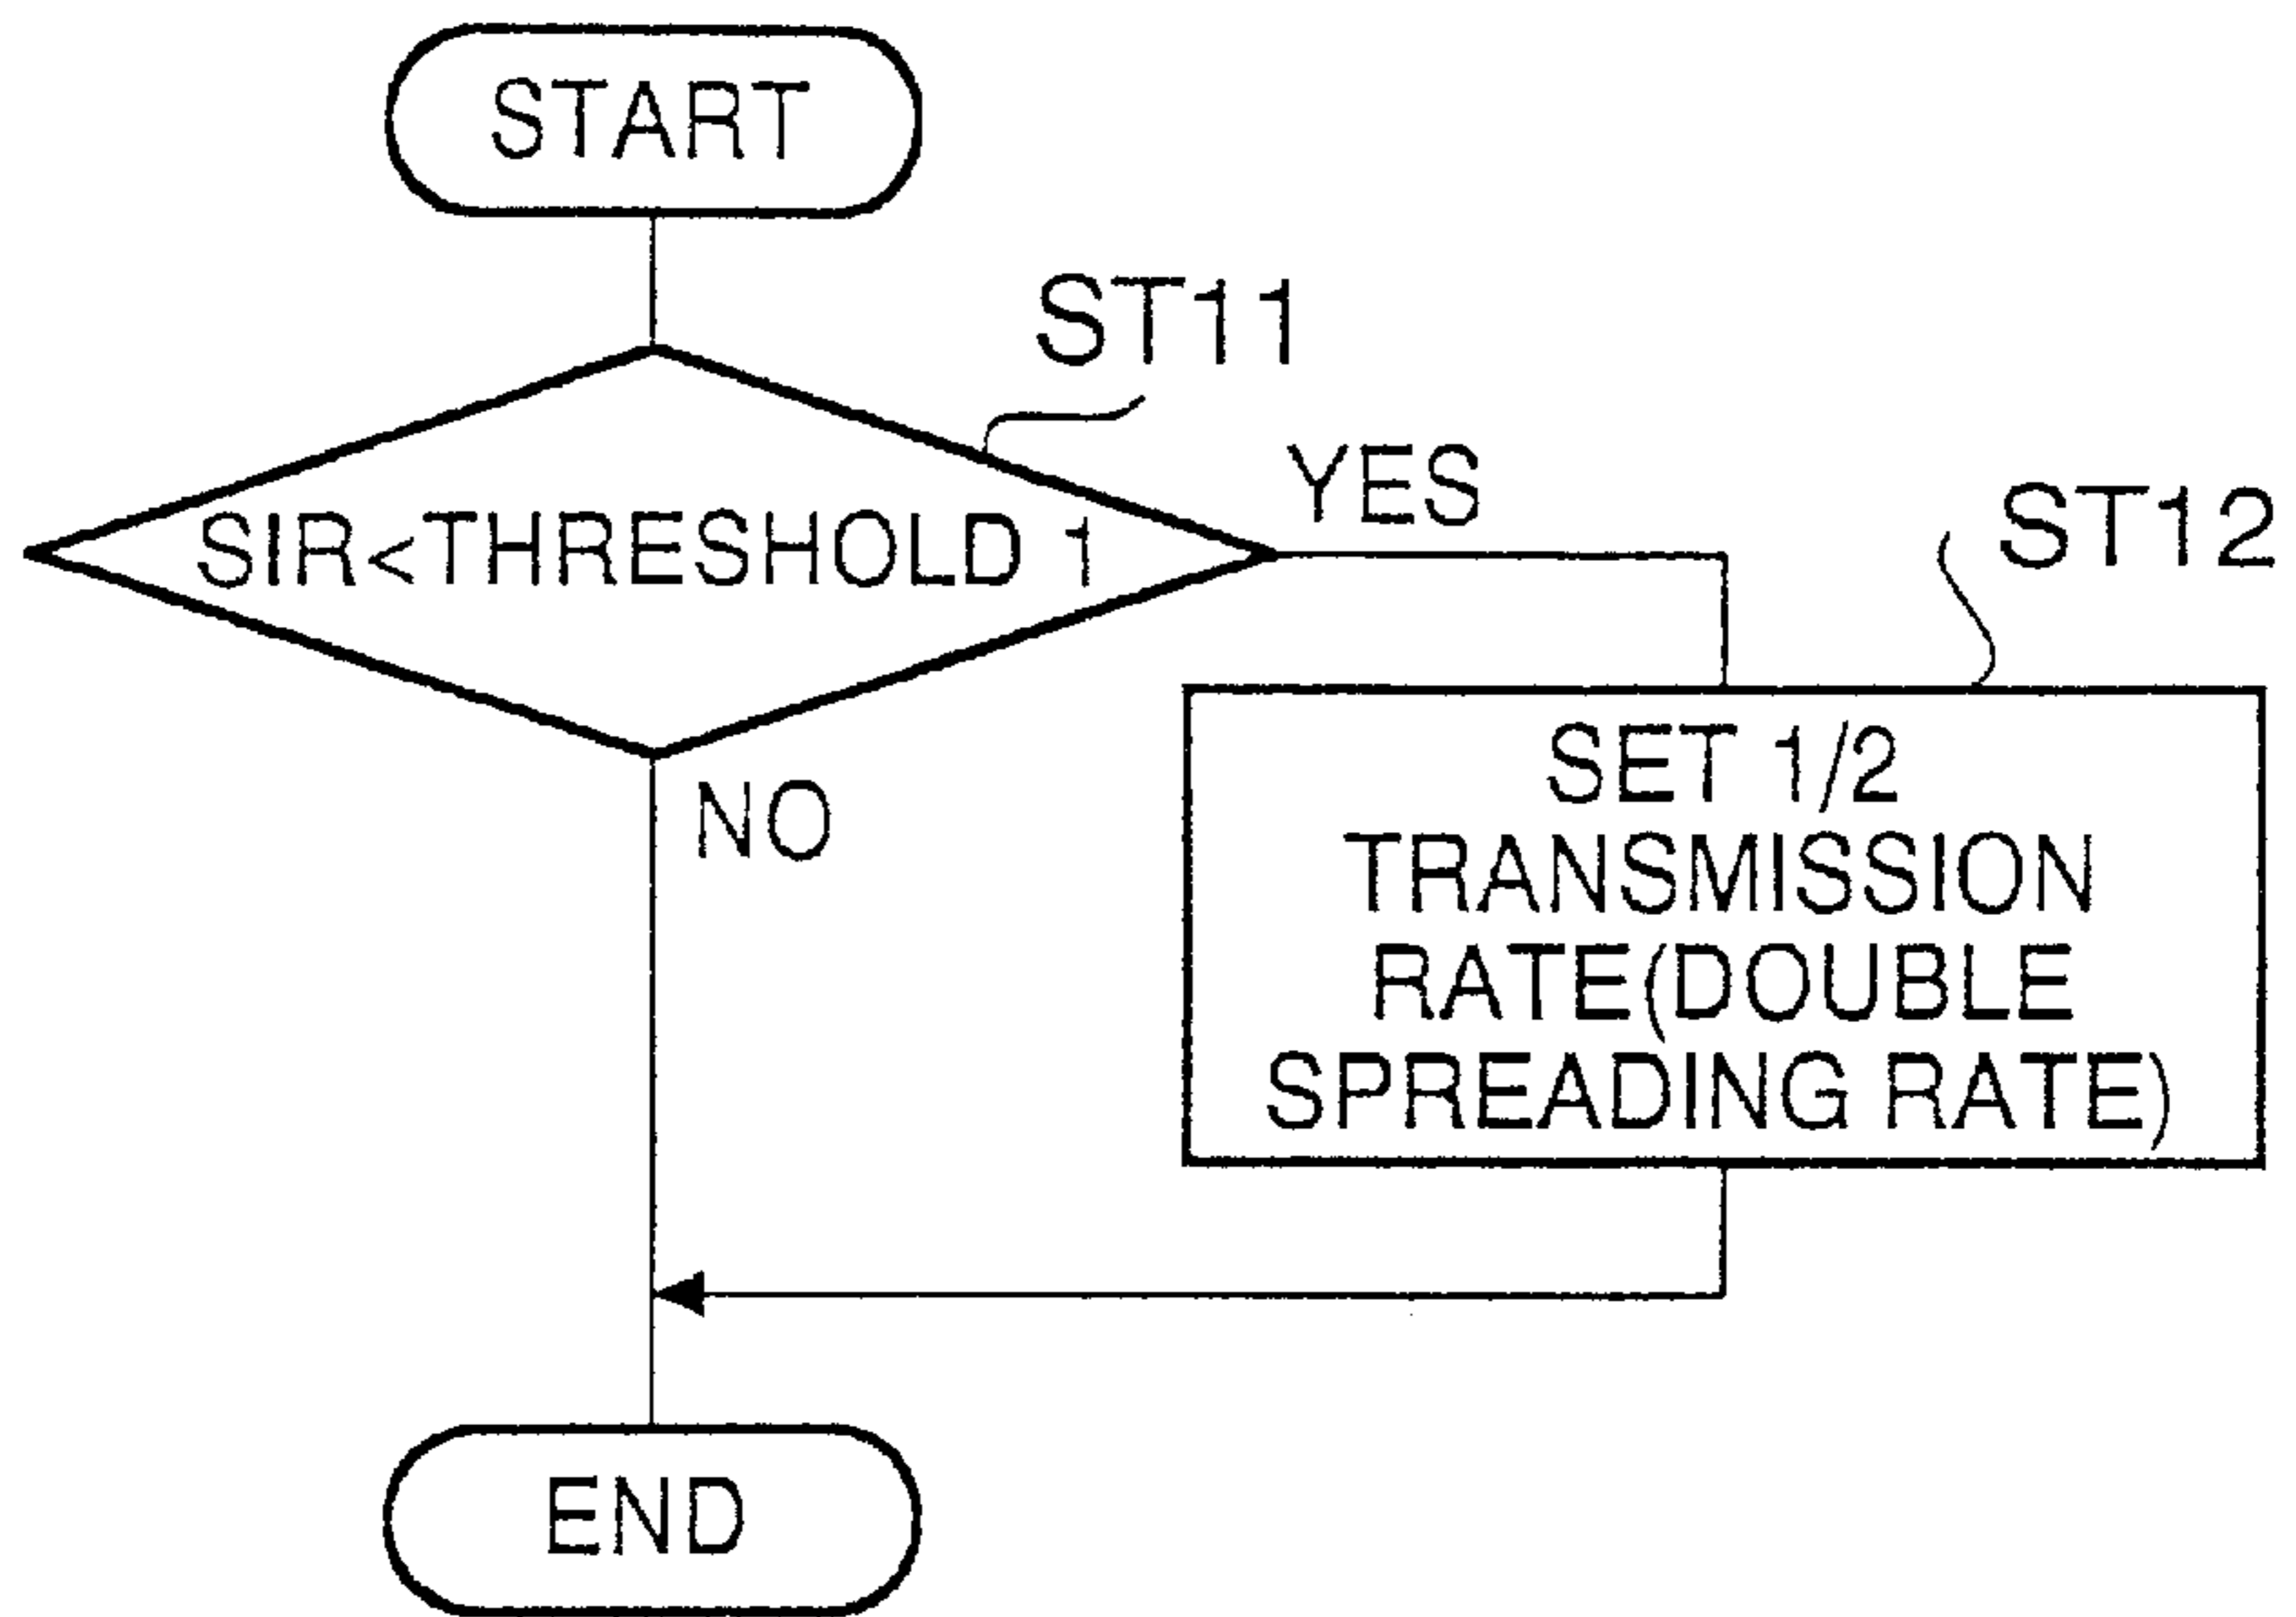 START
ST11
SIR<THRESHOLD 1
YES
ST12
NO
SET 1/2
TRANSMISSION
RATE(DOUBLE
SPREADING RATE)
END